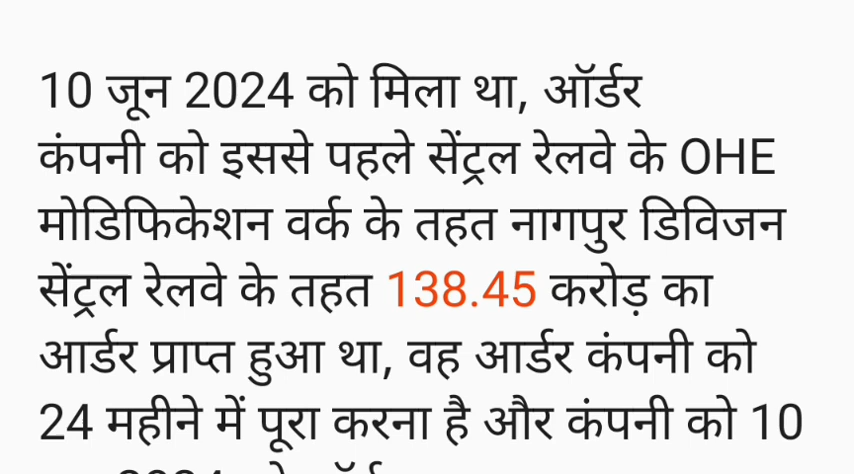 10 जून 2024 को मिला था, ऑर्डर
कंपनी को इससे पहले सेंट्रल रेलवे के OHE
मोडिफिकेशन वर्क के तहत नागपुर डिविजन
सेंट्रल रेलवे के तहत 138.45 करोड़ का
आर्डर प्राप्त हुआ था, वह आर्डर कंपनी को
24 महीने में पूरा करना है और कंपनी को 10